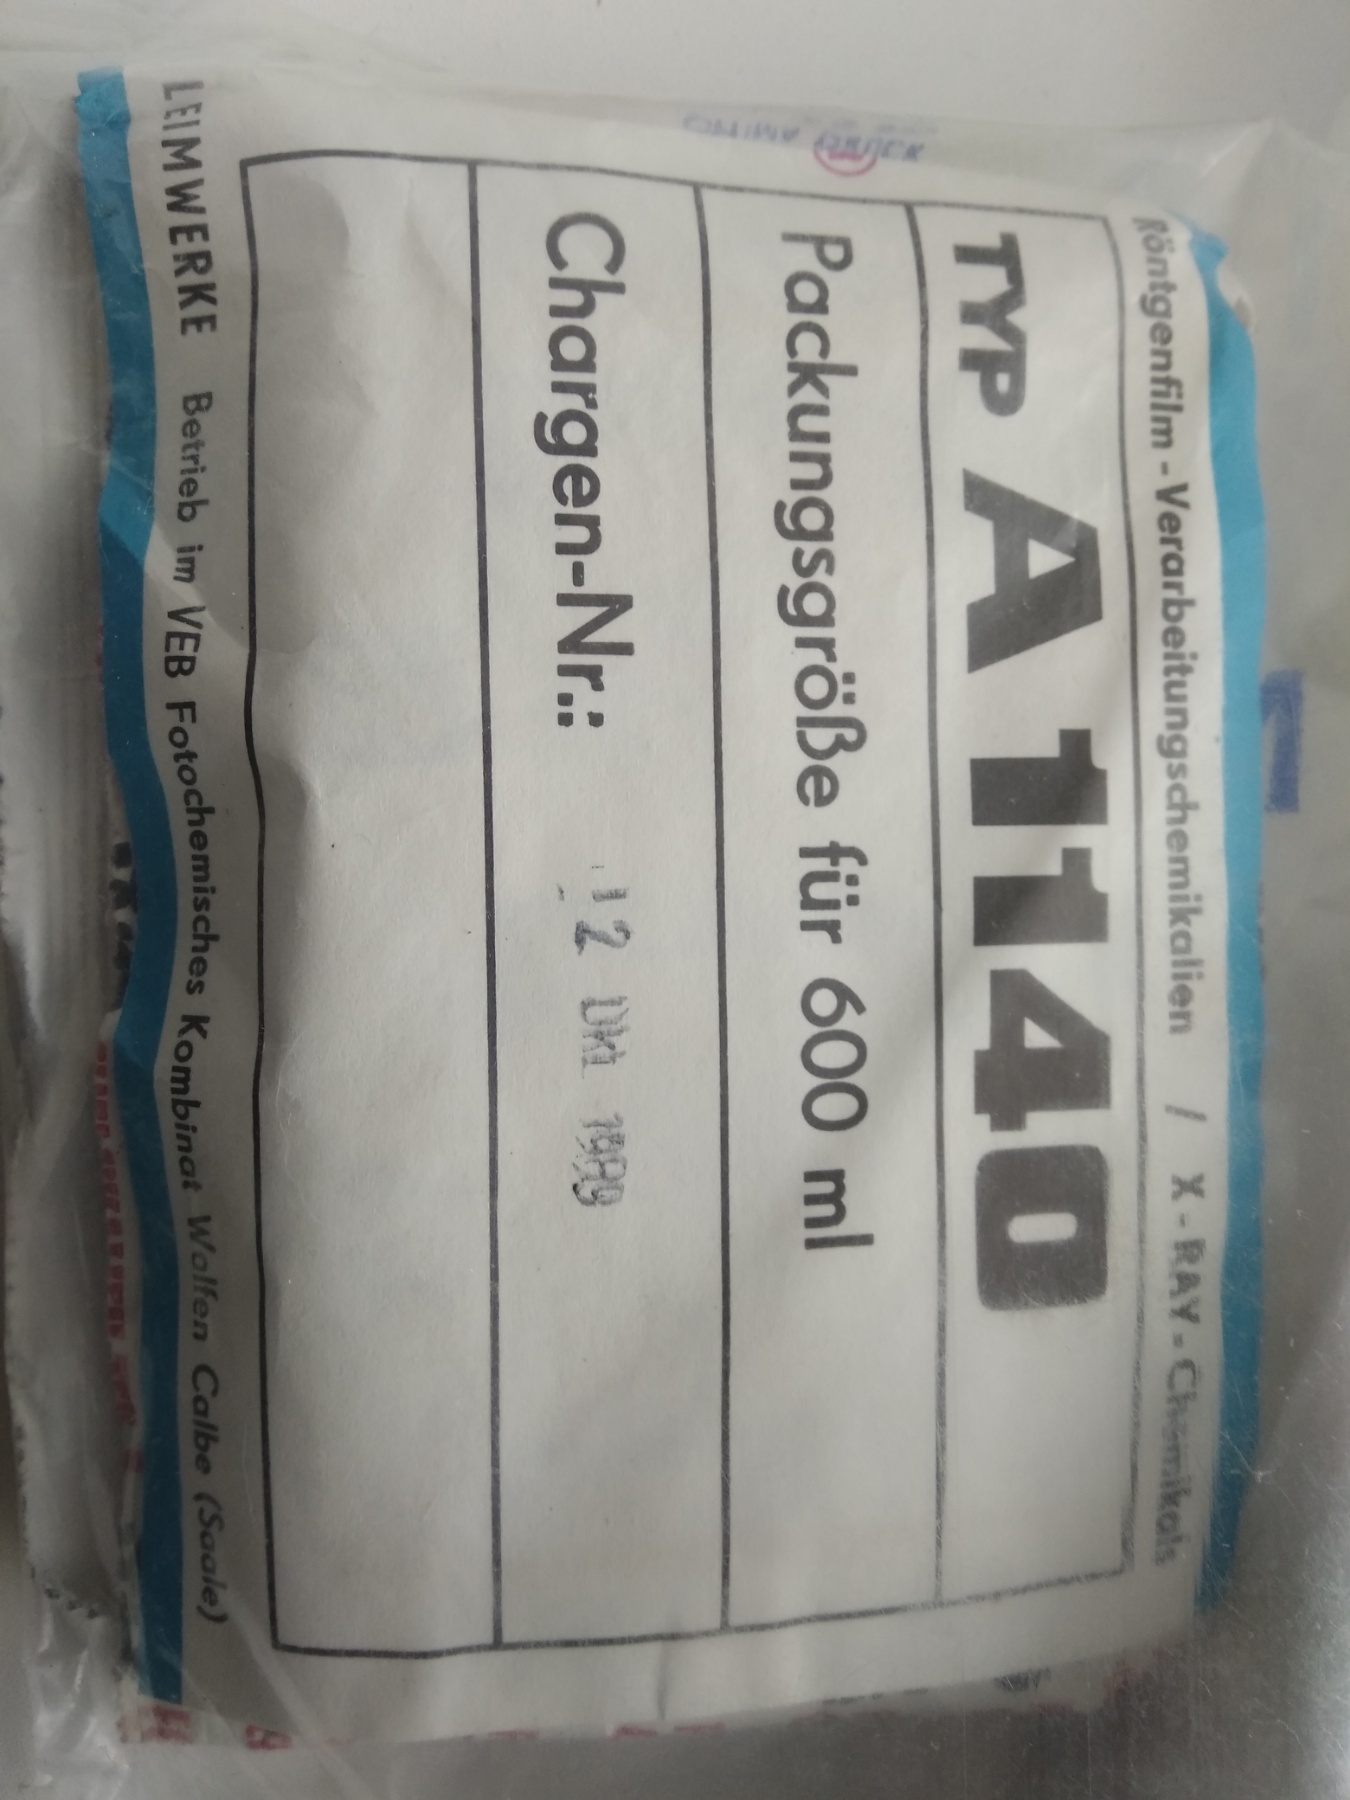 Röntgenfilm - Verarbeitungschemikalien / X - RAY - Chemikals
TYP A 1140
Packungsgröße für 600 ml
Chargen-Nr.: 12 Okt 1989
LEIMWERKE Betrieb im VEB Fotochemisches Kombinat Wolfen Calbe (Saale)